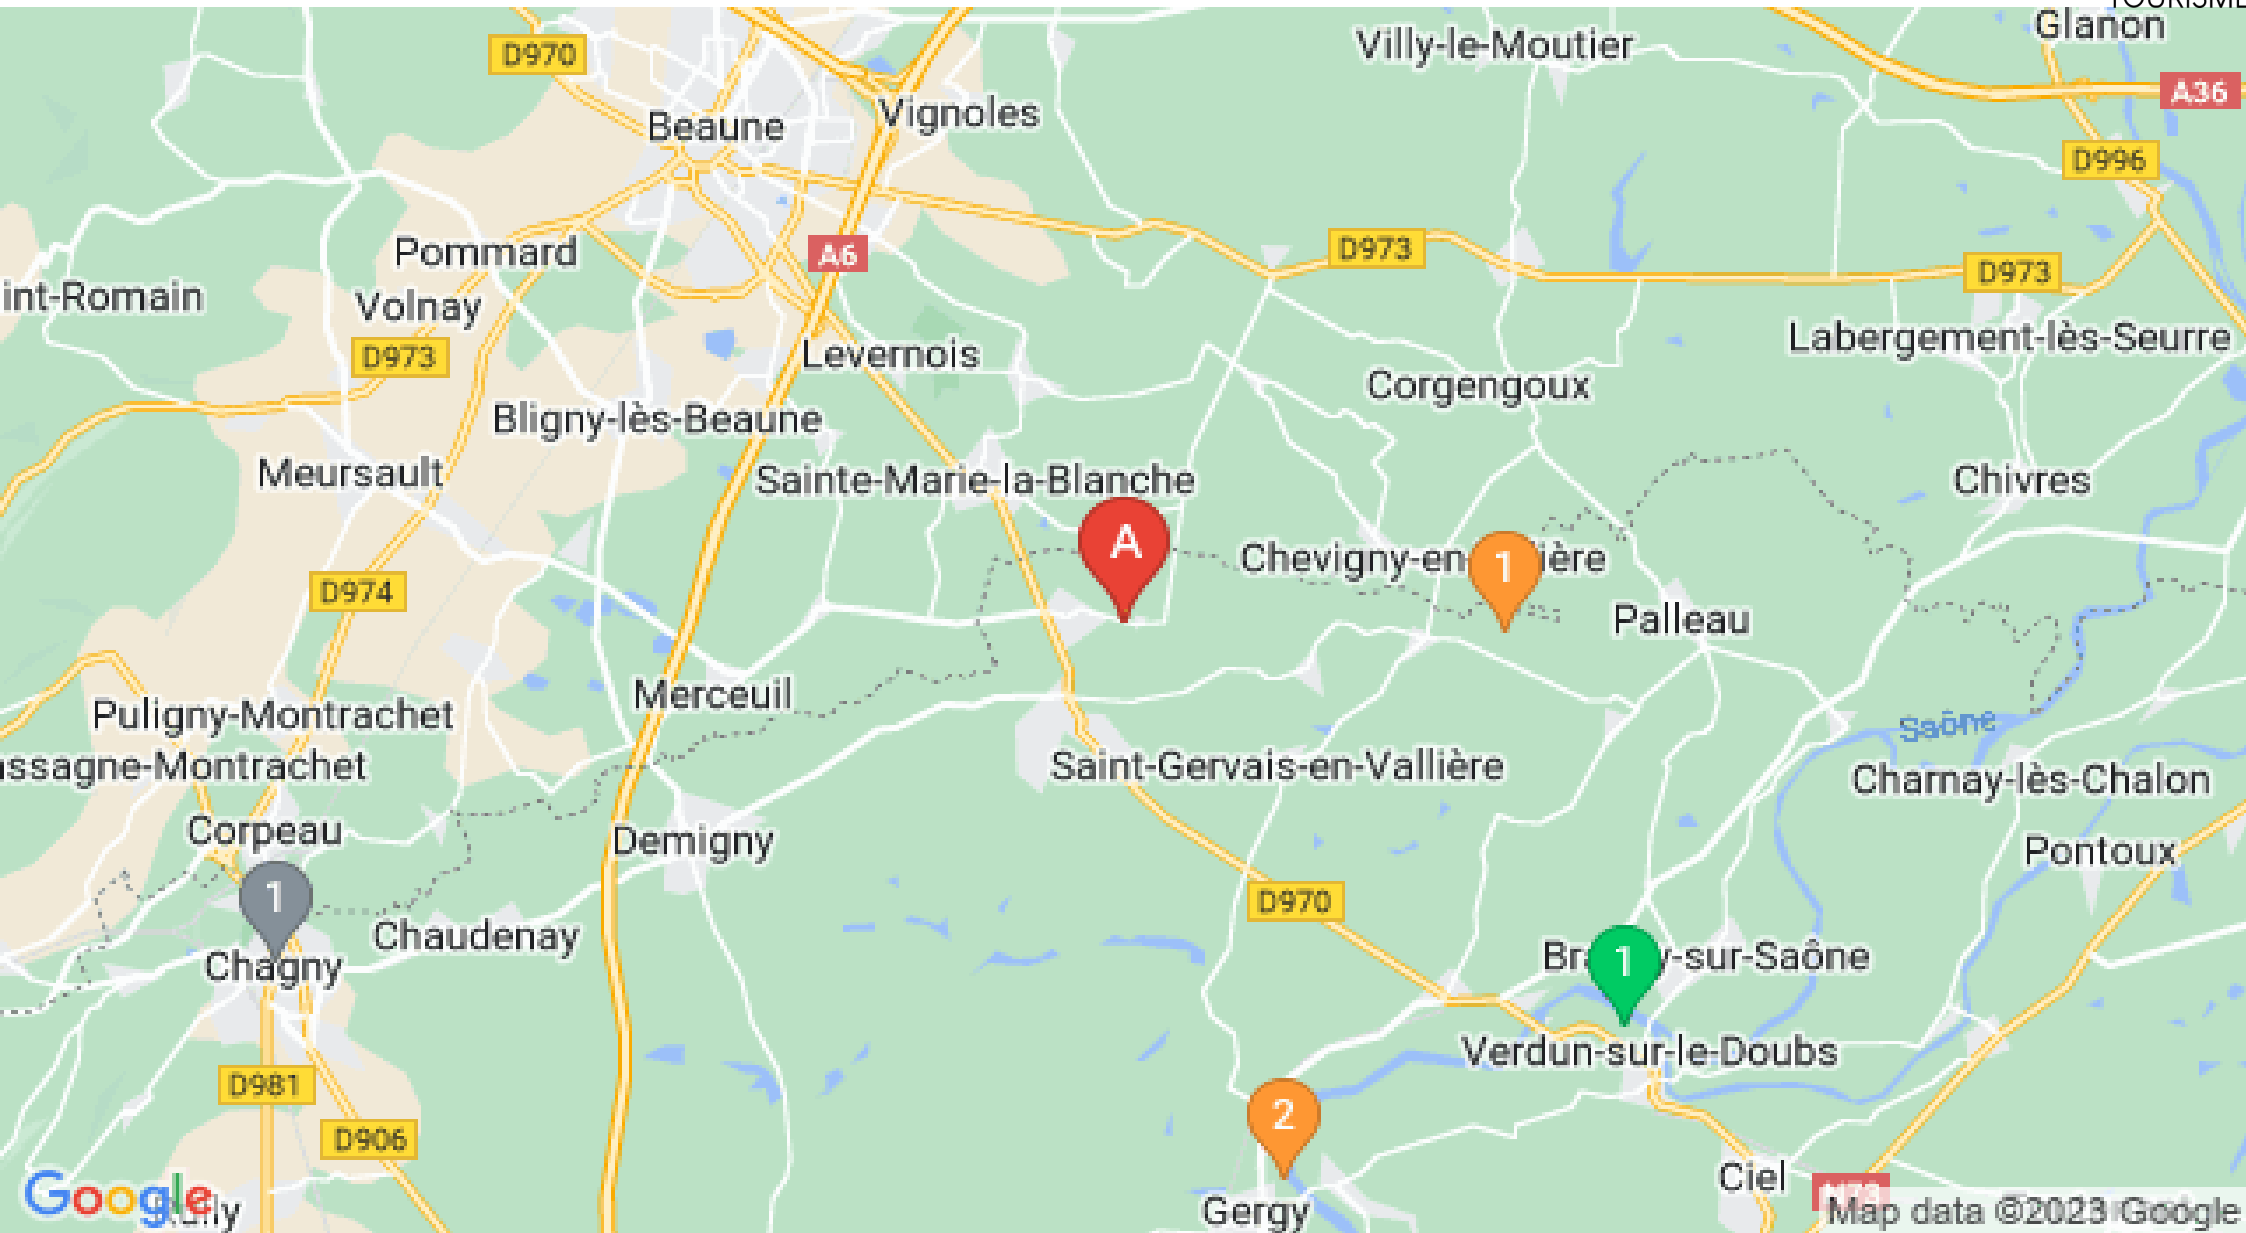 TOURISME
Glanon
Villy-le-Moutier
D970
A36
Vignoles
Beaune
D996
Pommard
A6
D973
D973
int-Romain
Volnay
D973
Levernois
Labergement-lès-Seurre
Corgengoux
Bligny-lès-Beaune
Meursault
Sainte-Marie-la-Blanche
Chivres
A
Chevigny-en
ière
1
D974
Palleau
Merceuil
Puligny-Montrachet
Saône
ssagne-Montrachet
Saint-Gervais-en-Vallière
Charnay-lès-Chalon
Corpeau
Demigny
Pontoux
1
D970
Chaudenay
Chagny
1
-sur-Saône
Verdun-sur-le-Doubs
D981
2
D906
Ciel
Google
Gergy
Map data ©2023 Google